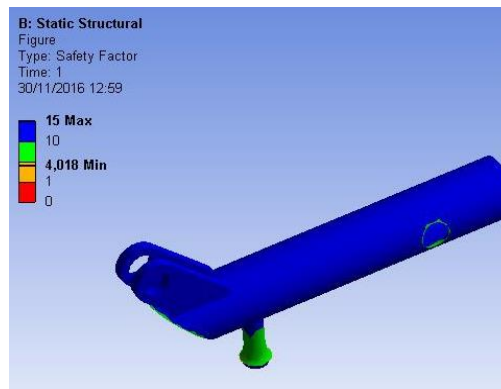 B: Static Structural
Figure
Type: Safety Factor
Time: 1
30/11/2016 12:59
15 Max
10
4,018 Min
1
0